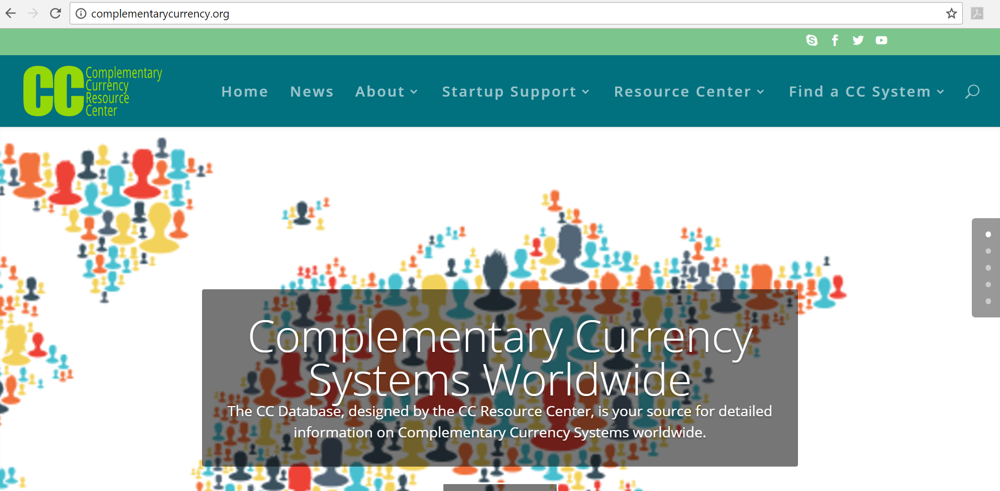 complementarycurrency.org
CC
Complementary
Currency
Resource
Center
Home News About Startup Support Resource Center Find a CC System
Complementary Currency
Systems Worldwide
The CC Database, designed by the CC Resource Center, is your source for detailed
information on Complementary Currency Systems worldwide.